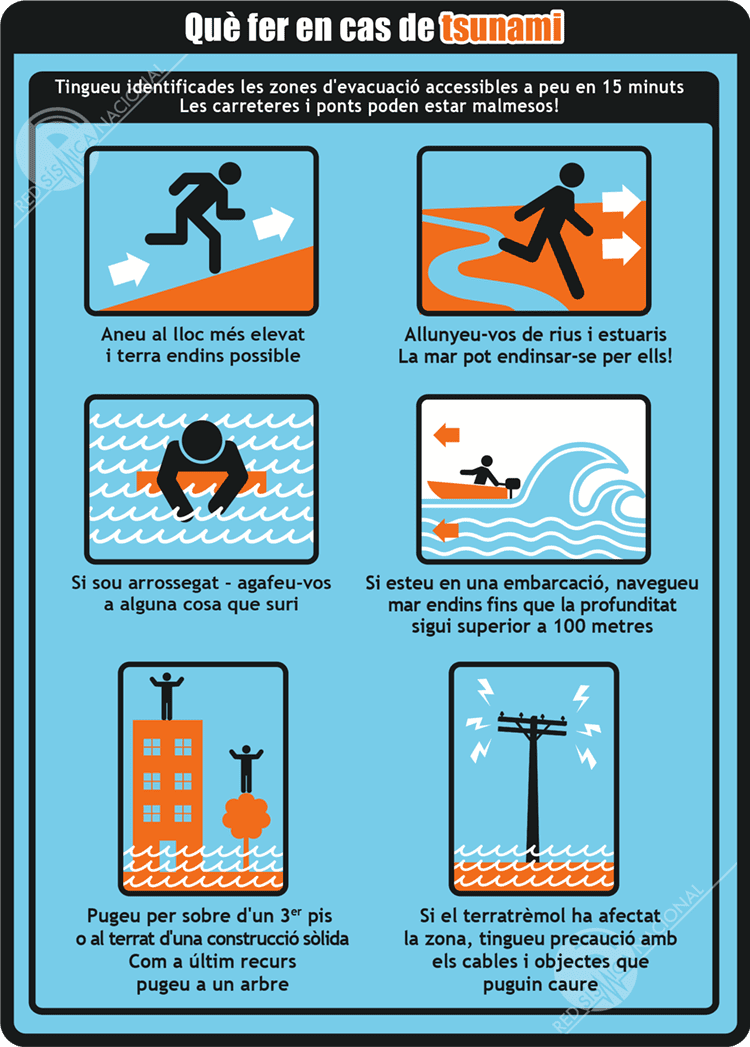 Què fer en cas de tsunami
Tingueu identificades les zones d'evacuació accessibles a peu en 15 minuts
Les carreteres i ponts poden estar malmesos!
RED SÍSMICA NACIONAL
Aneu al lloc més elevat
i terra endins possible
Allunyeu-vos de rius i estuaris
La mar pot endinsar-se per ells!
Si sou arrossegat - agafeu-vos
a alguna cosa que suri
Si esteu en una embarcació, navegueu
mar endins fins que la profunditat
sigui superior a 100 metres
Pugeu per sobre d'un 3er pis
o al terrat d'una construcció sòlida
Com a últim recurs
pugeu a un arbre
Si el terratrèmol ha afectat
la zona, tingueu precaució amb
els cables i objectes que
puguin caure
RED SÍSMICA NACIONAL